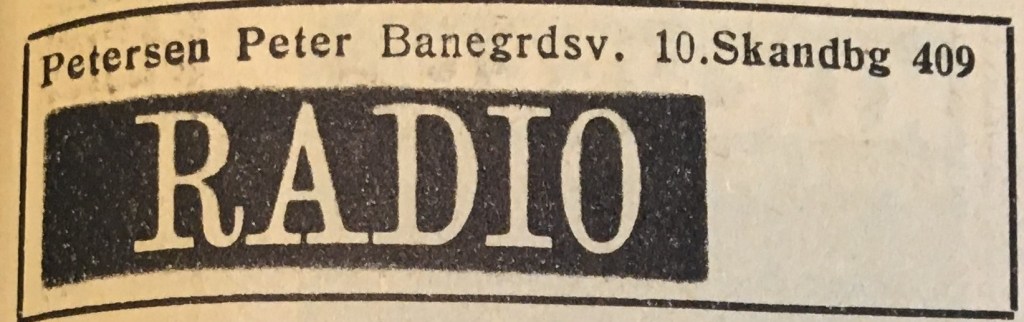 Petersen Peter Banegrdsv. 10.Skandbg 409
RADIO